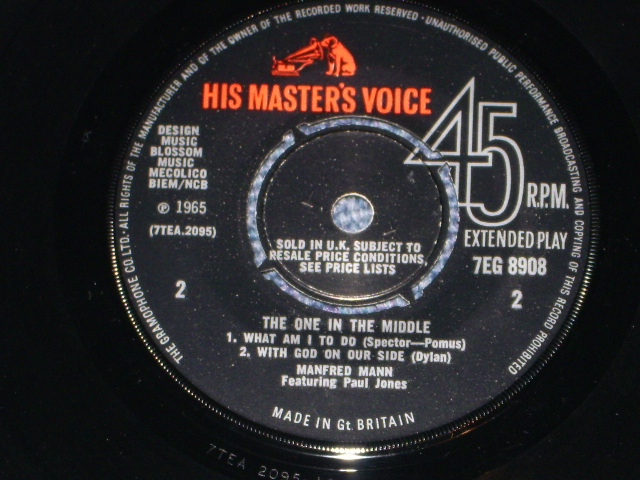 THE GRAMOPHONE CO. LTD. · ALL RIGHTS OF THE MANUFACTURER AND OF THE OWNER OF THE RECORDED WORK RESERVED · UNAUTHORISED PUBLIC PERFORMANCE BROADCASTING AND COPYING OF THIS RECORD PROHIBITED
HIS MASTER'S VOICE
DESIGN
MUSIC
BLOSSOM
MUSIC
MECOLICO
BIEM/NCB
℗ 1965
(7TEA.2095)
45
R.P.M.
EXTENDED PLAY
7EG 8908
SOLD IN U.K. SUBJECT TO
RESALE PRICE CONDITIONS,
SEE PRICE LISTS
2
2
THE ONE IN THE MIDDLE
1. WHAT AM I TO DO (Spector—Pomus)
2. WITH GOD ON OUR SIDE (Dylan)
MANFRED MANN
Featuring Paul Jones
MADE IN Gt. BRITAIN
7TEA 2095